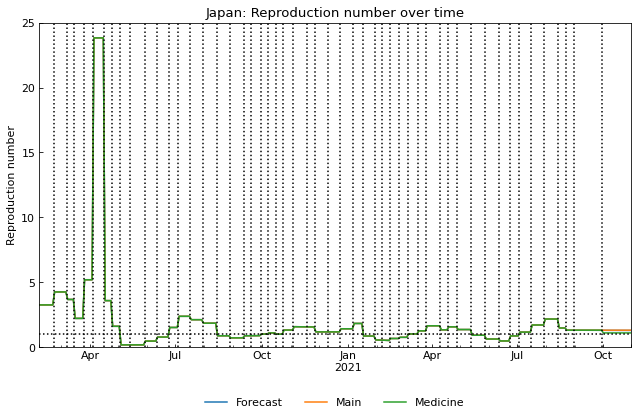 Japan: Reproduction number over time
Reproduction number
25
20
15
10
5
0
Apr
Jul
Oct
Jan
2021
Apr
Jul
Oct
Forecast
Main
Medicine